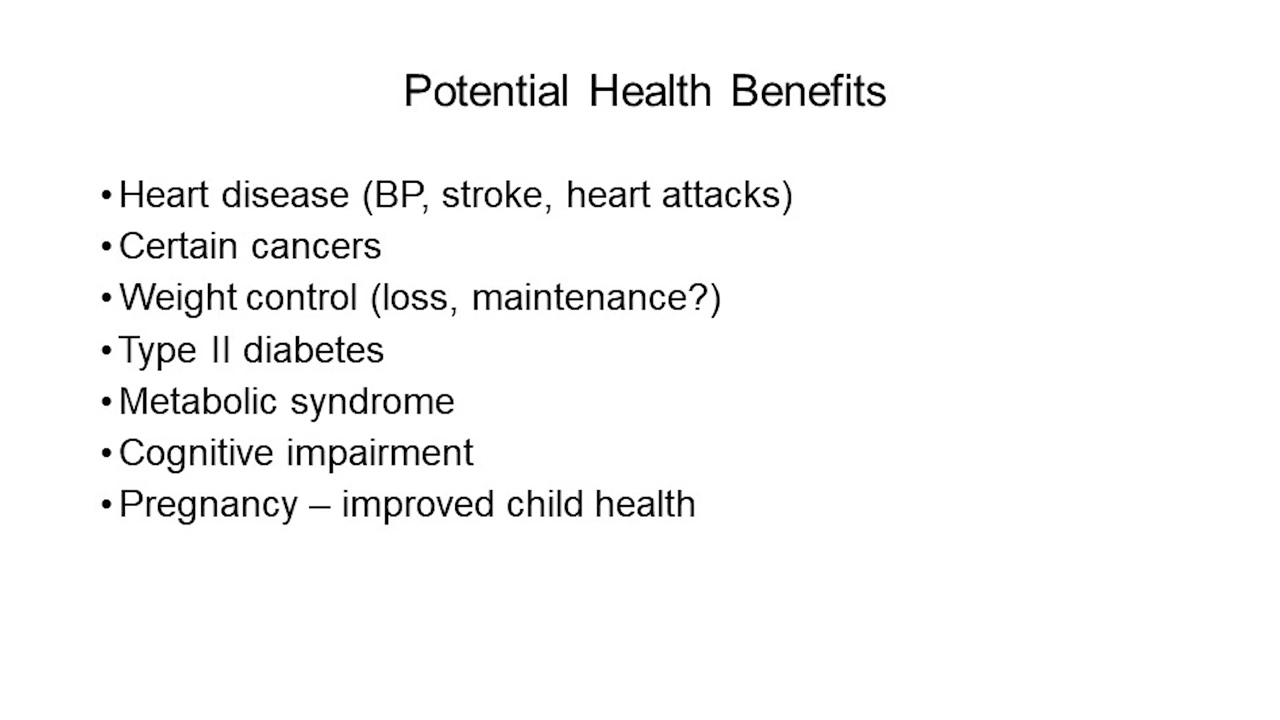 Potential Health Benefits
• Heart disease (BP, stroke, heart attacks)
• Certain cancers
• Weight control (loss, maintenance?)
• Type II diabetes
• Metabolic syndrome
• Cognitive impairment
• Pregnancy – improved child health